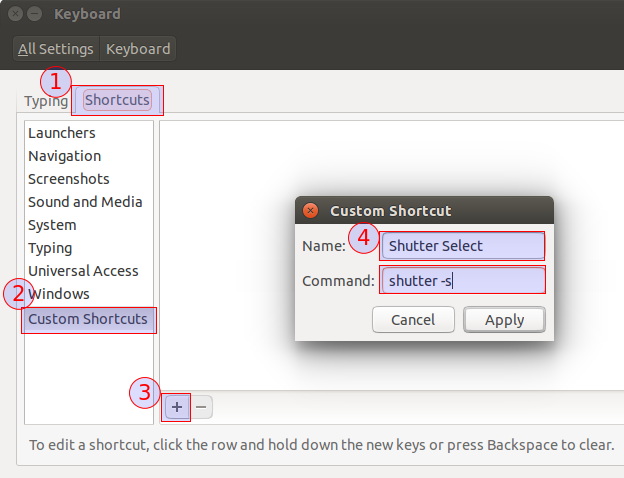 Keyboard
All Settings Keyboard
1
Typing Shortcuts
Launchers
Navigation
Screenshots
Sound and Media
System
Typing
Universal Access
2 Windows
Custom Shortcuts
Custom Shortcut
4
Name: Shutter Select
Command: shutter -s
Cancel Apply
3
+ −
To edit a shortcut, click the row and hold down the new keys or press Backspace to clear.